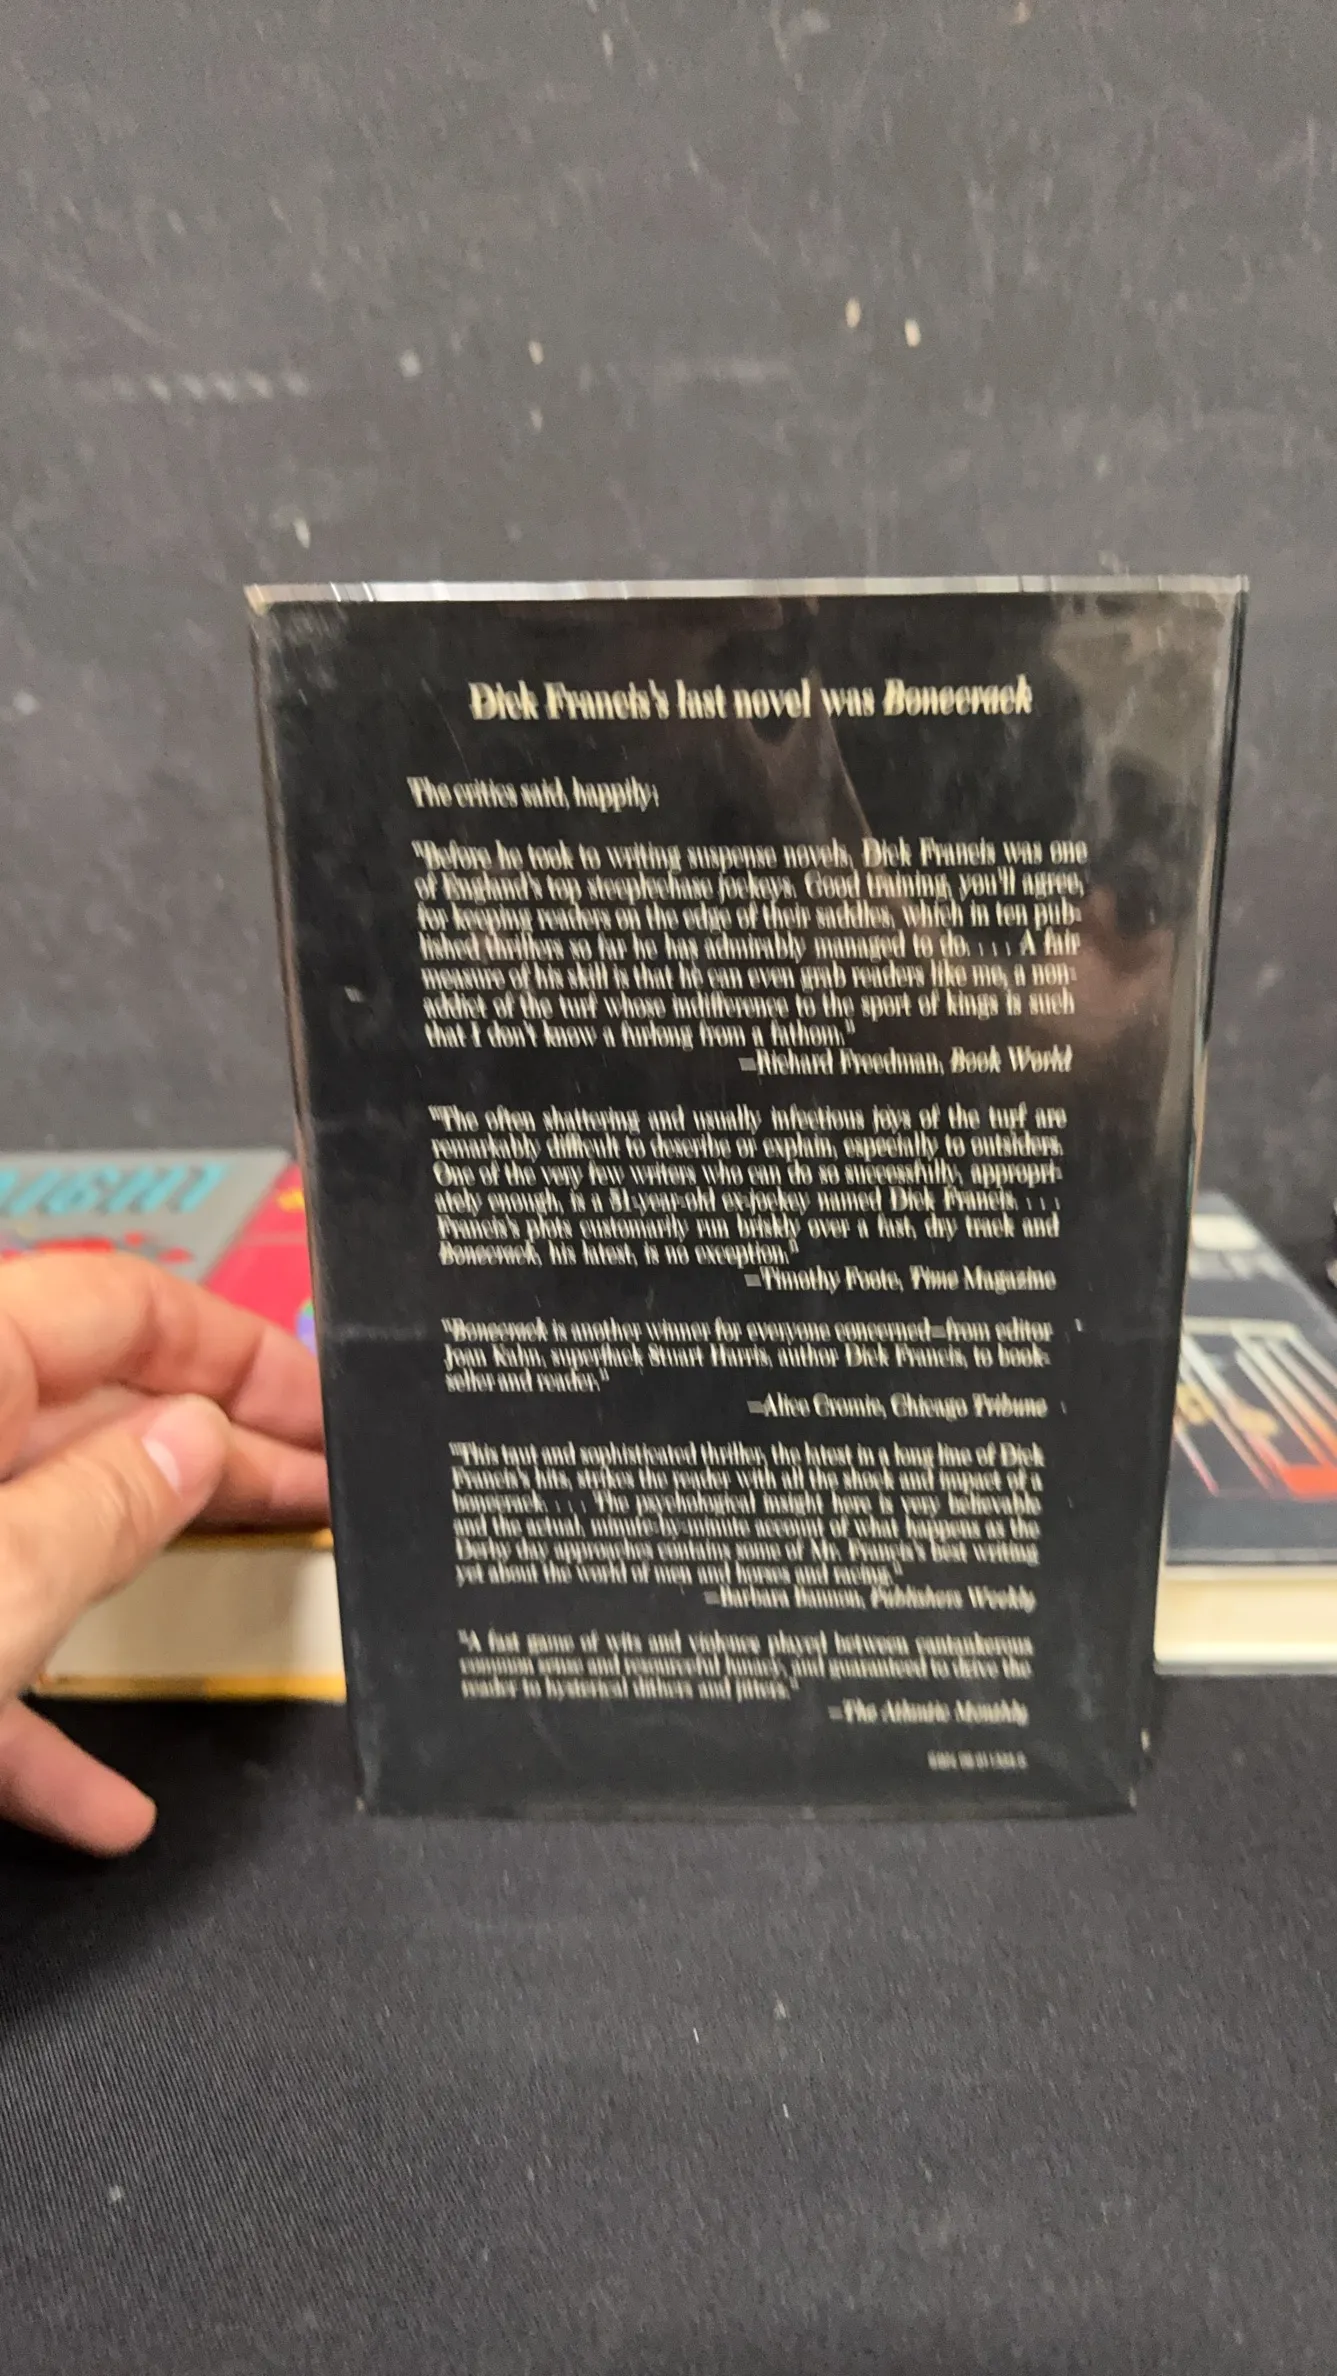 Dick Francis's last novel was Bonecrack
The critics said, happily:
"Before he took to writing suspense novels, Dick Francis was one
of England's top steeplechase jockeys. Good training, you'll agree,
for keeping readers on the edge of their saddles, which in ten pub-
lished thrillers so far he has admirably managed to do. . . . A fair
measure of his skill is that he can even grab readers like me, a non-
addict of the turf whose indifference to the sport of kings is such
that I don't know a furlong from a fathom."
—Richard Freedman, Book World
"The often shattering and usually infectious joys of the turf are
remarkably difficult to describe or explain, especially to outsiders.
One of the very few writers who can do so successfully, appropri-
ately enough, is a 51-year-old ex-jockey named Dick Francis. . . .
Francis's plots customarily run briskly over a fast, dry track and
Bonecrack, his latest, is no exception."
—Timothy Foote, Time Magazine
"Bonecrack is another winner for everyone concerned—from editor
Joan Kahn, superhack Stuart Harris, author Dick Francis, to book-
seller and reader."
—Alice Cromie, Chicago Tribune
"This taut and sophisticated thriller, the latest in a long line of Dick
Francis's hits, strikes the reader with all the shock and impact of a
bonecrack. . . . The psychological insight here is very believable
and the actual, minute-by-minute account of what happens as the
Derby day approaches contains some of Mr. Francis's best writing
yet about the world of men and horses and racing."
—Barbara Bannon, Publishers Weekly
"A fast game of wits and violence played between cantankerous
common sense and resourceful lunacy, and guaranteed to drive the
reader to hysterical slithers and jitters."
—The Atlantic Monthly